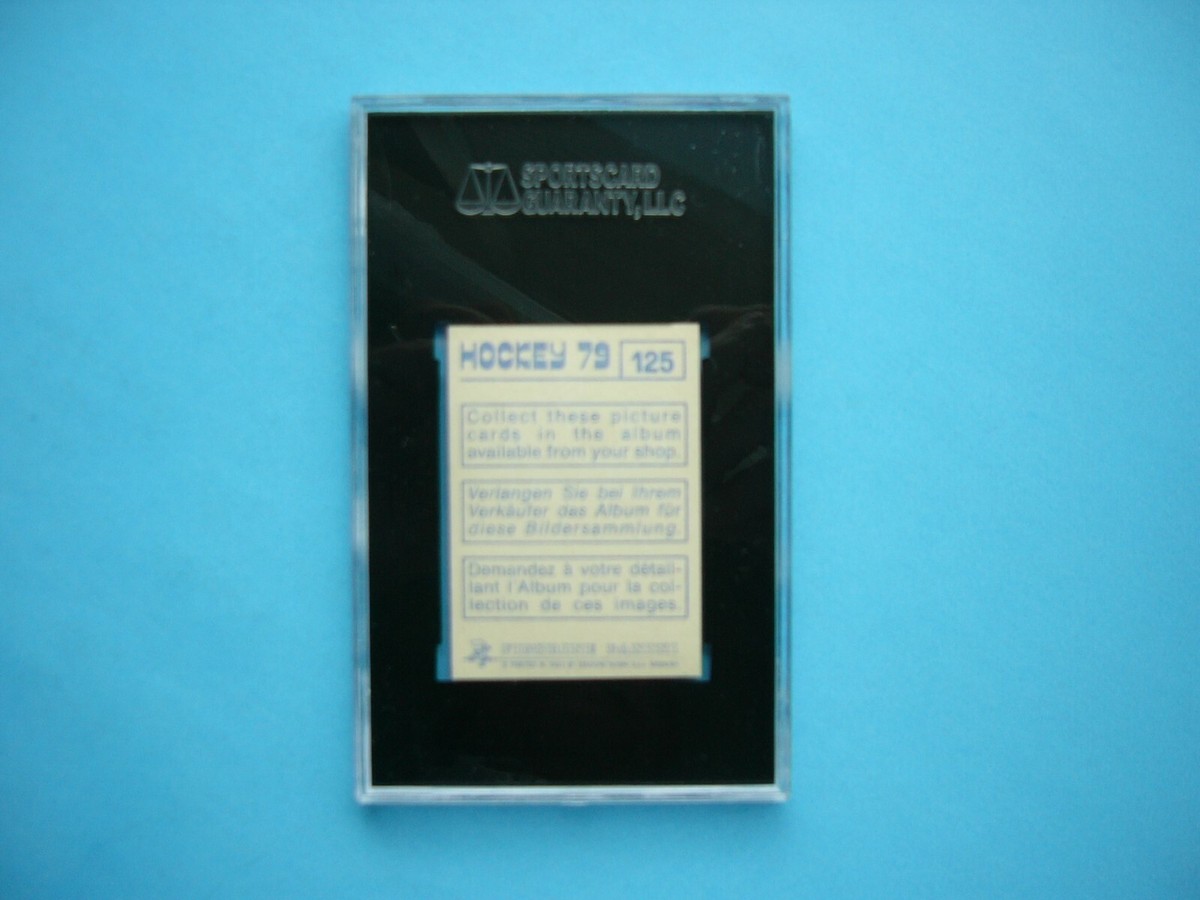 SPORTSCARD
GUARANTY, LLC
HOCKEY 79 125
Collect these picture
cards in the album
available from your shop.
Verlangen Sie bei Ihrem
Verkäufer das Album für
diese Bildersammlung.
Demandez à votre détail-
lant l'Album pour la col-
lection de ces images.
FIGURINE PANINI